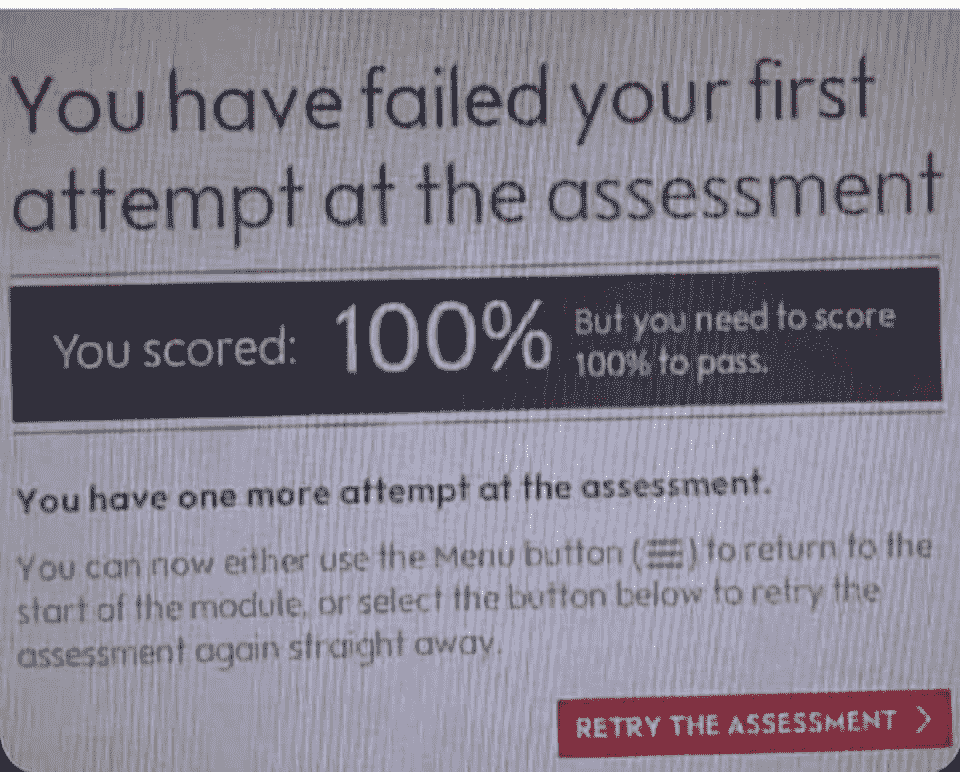 You have failed your first
attempt at the assessment
You scored: 100% But you need to score
100% to pass.
You have one more attempt at the assessment.
You can now either use the Menu button (☰) to return to the
start of the module, or select the button below to retry the
assessment again straight away.
RETRY THE ASSESSMENT >